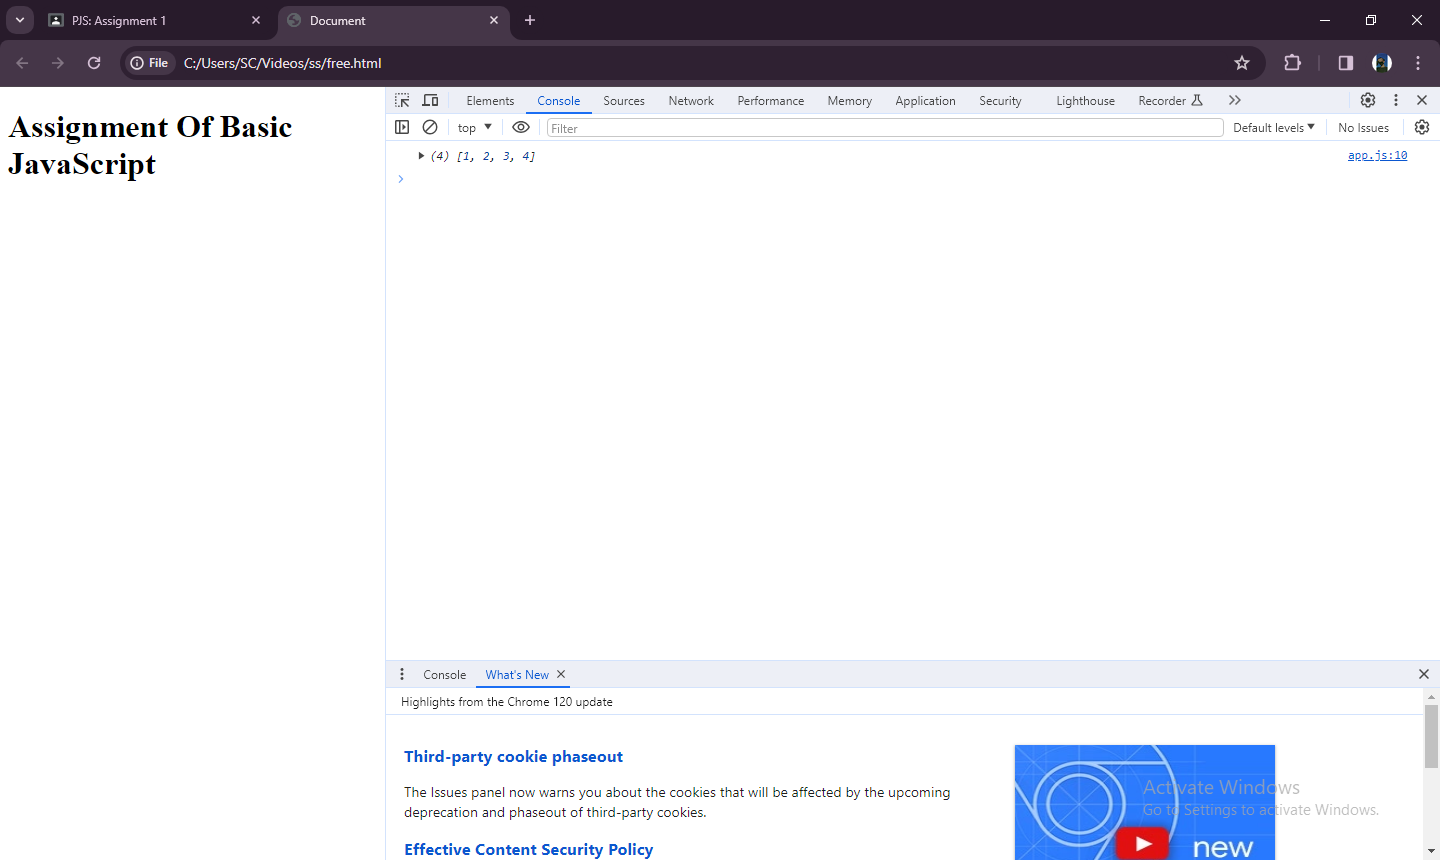 PJS: Assignment 1
Document
File
C:/Users/SC/Videos/ss/free.html
Elements Console Sources Network Performance Memory Application Security Lighthouse Recorder
top Filter Default levels No Issues
Assignment Of Basic
JavaScript
(4) [1, 2, 3, 4] app.js:10
Console What's New
Highlights from the Chrome 120 update
Third-party cookie phaseout
The Issues panel now warns you about the cookies that will be affected by the upcoming
deprecation and phaseout of third-party cookies.
Effective Content Security Policy
new
Activate Windows
Go to Settings to activate Windows.